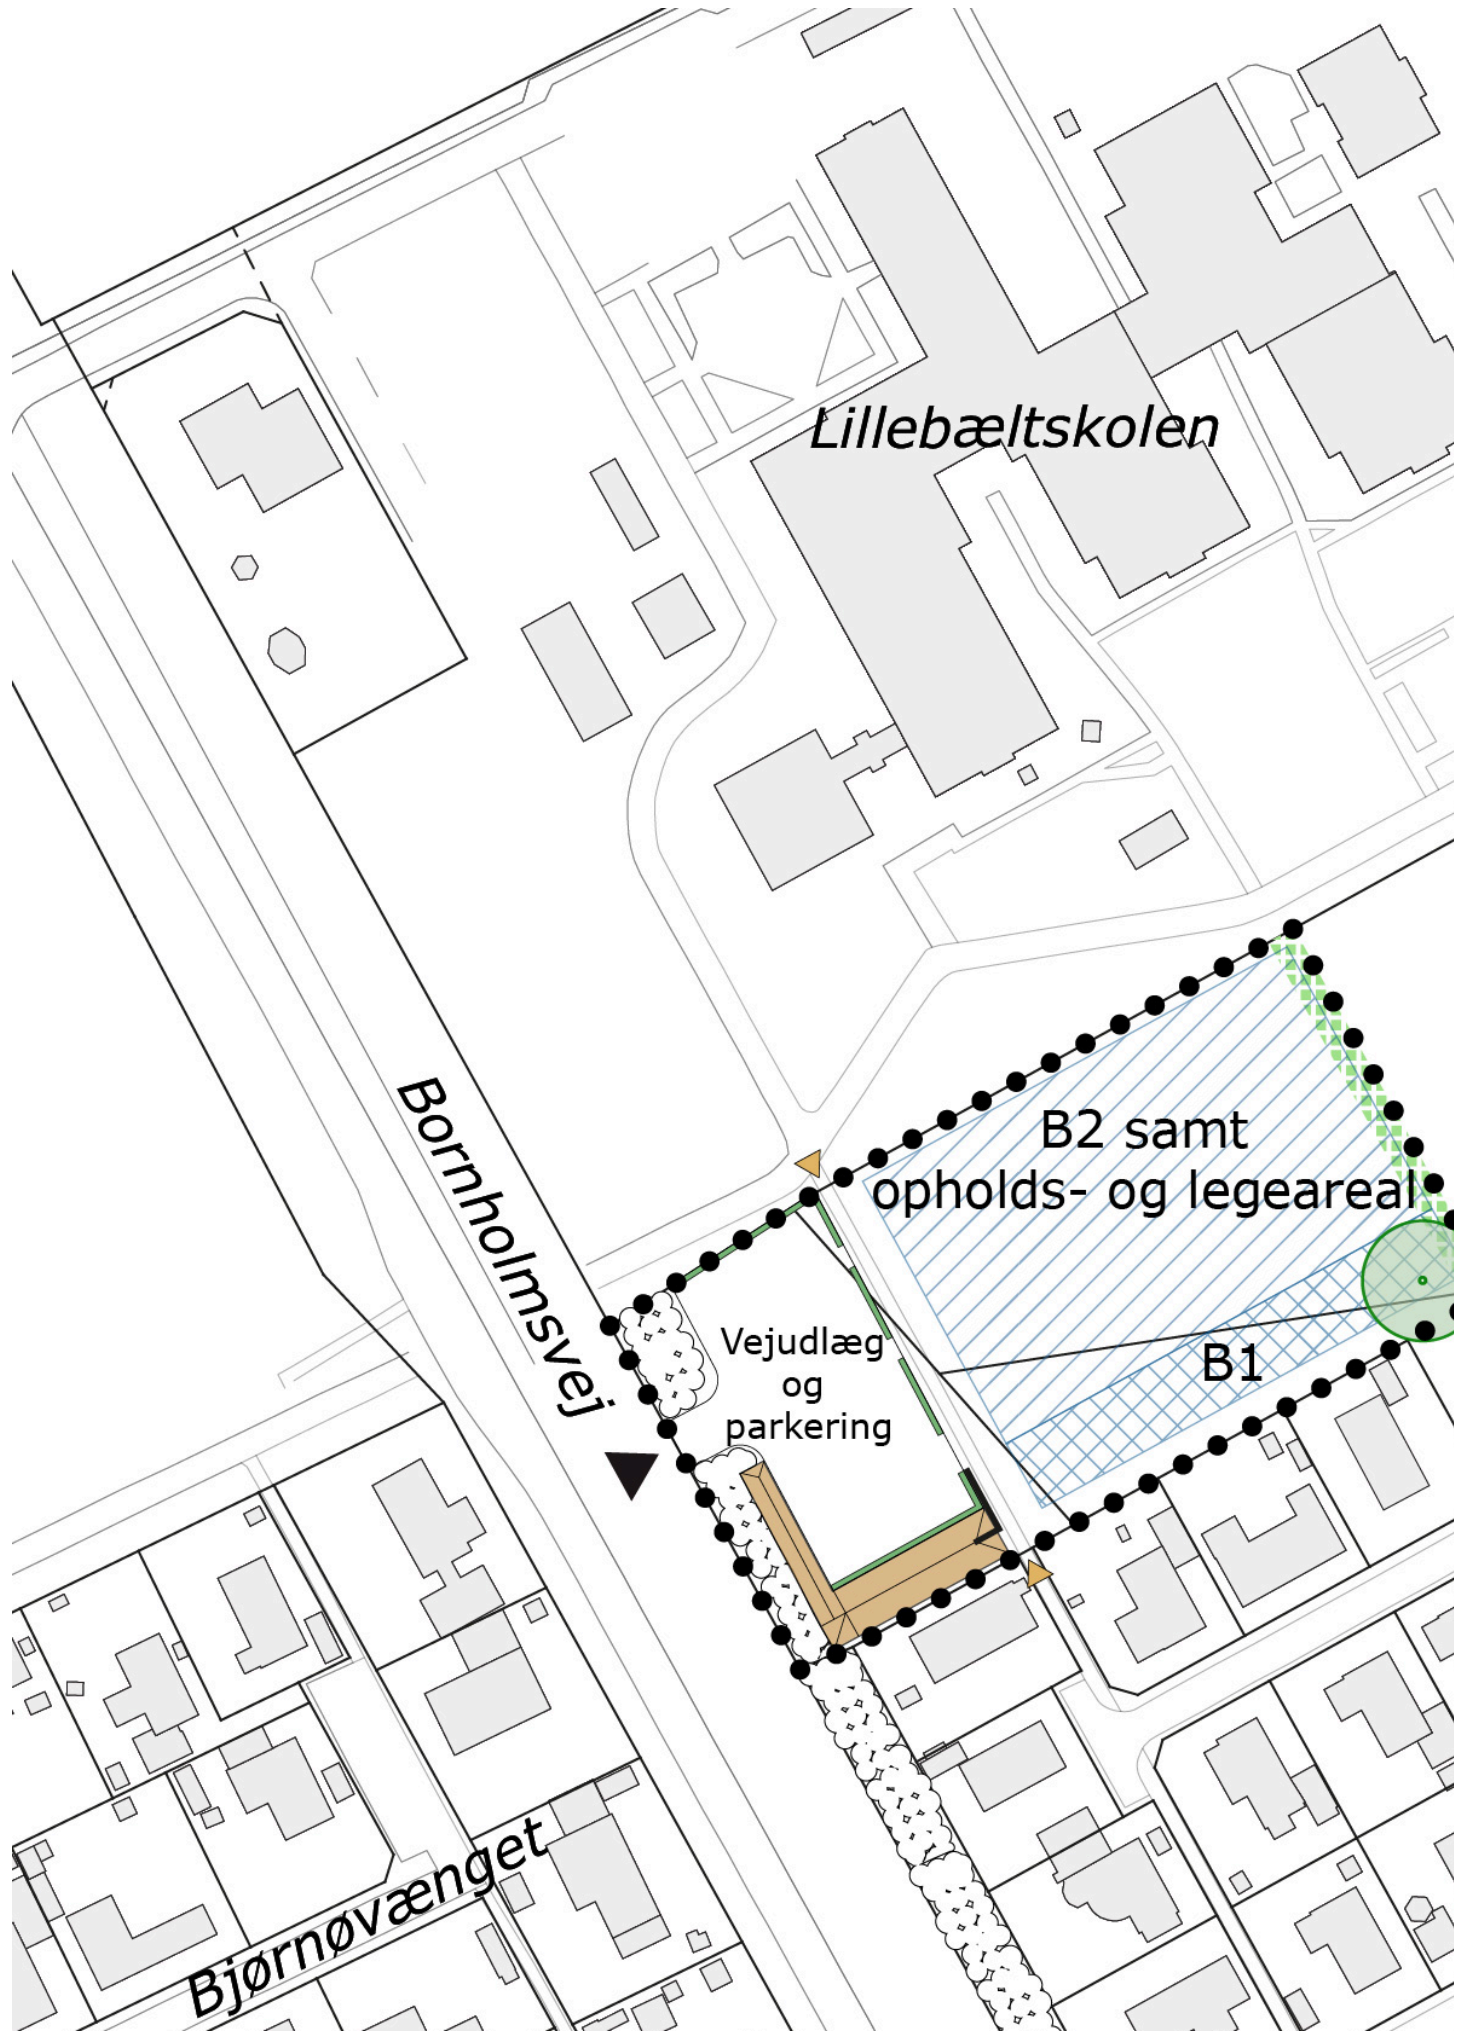 Lillebæltskolen
Bornholmsvej
B2 samt
opholds- og legeareal
Vejudlæg
og
parkering
B1
Bjørnøvænget